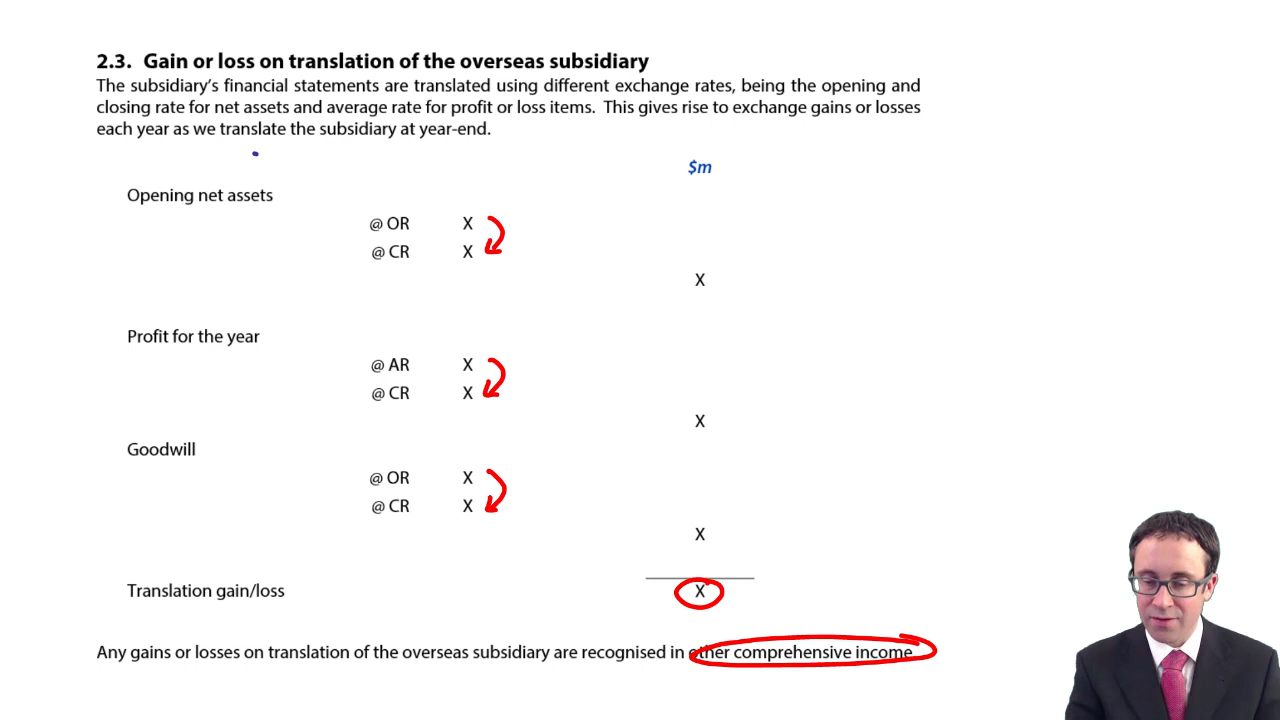 2.3. Gain or loss on translation of the overseas subsidiary
The subsidiary's financial statements are translated using different exchange rates, being the opening and
closing rate for net assets and average rate for profit or loss items. This gives rise to exchange gains or losses
each year as we translate the subsidiary at year-end.
$m
Opening net assets
@ OR X
@ CR X
X
Profit for the year
@ AR X
@ CR X
X
Goodwill
@ OR X
@ CR X
X
Translation gain/loss X
Any gains or losses on translation of the overseas subsidiary are recognised in other comprehensive income